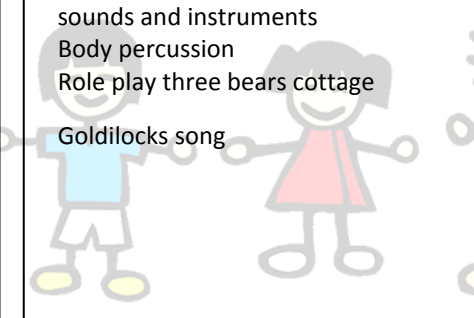 sounds and instruments
Body percussion
Role play three bears cottage
Goldilocks song